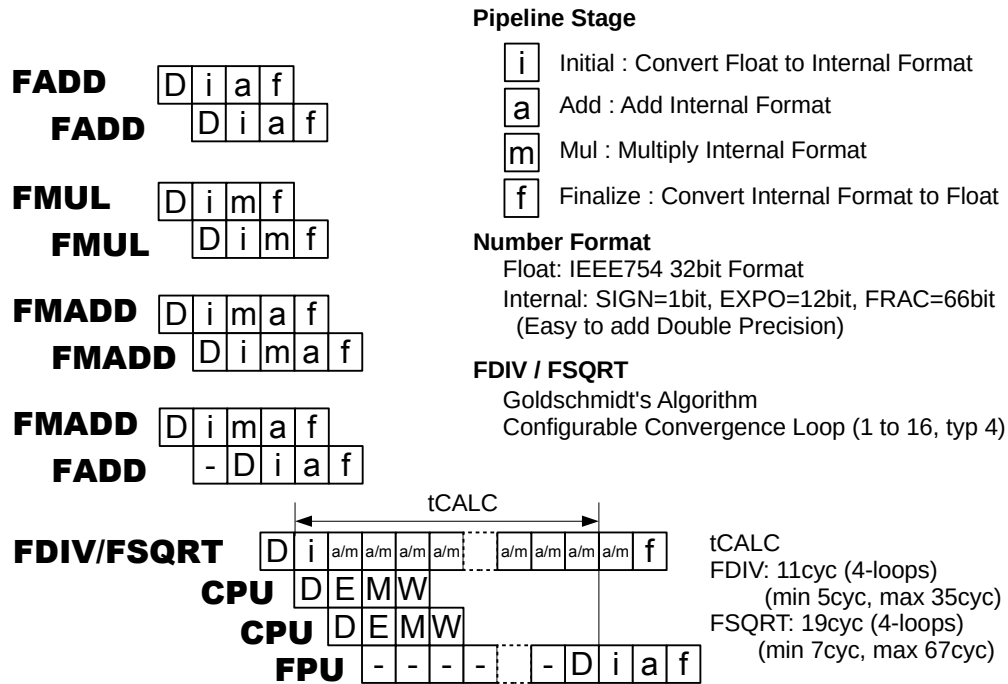 Pipeline Stage
i Initial : Convert Float to Internal Format
a Add : Add Internal Format
m Mul : Multiply Internal Format
f Finalize : Convert Internal Format to Float
Number Format
Float: IEEE754 32bit Format
Internal: SIGN=1bit, EXPO=12bit, FRAC=66bit
(Easy to add Double Precision)
FDIV / FSQRT
Goldschmidt's Algorithm
Configurable Convergence Loop (1 to 16, typ 4)
FADD D i a f
FADD D i a f
FMUL D i m f
FMUL D i m f
FMADD D i m a f
FMADD D i m a f
FMADD D i m a f
FADD - D i a f
tCALC
FDIV/FSQRT D i a/m a/m a/m a/m a/m a/m a/m a/m f
CPU D E M W
CPU D E M W
FPU - - - - - D i a f
tCALC
FDIV: 11cyc (4-loops)
(min 5cyc, max 35cyc)
FSQRT: 19cyc (4-loops)
(min 7cyc, max 67cyc)